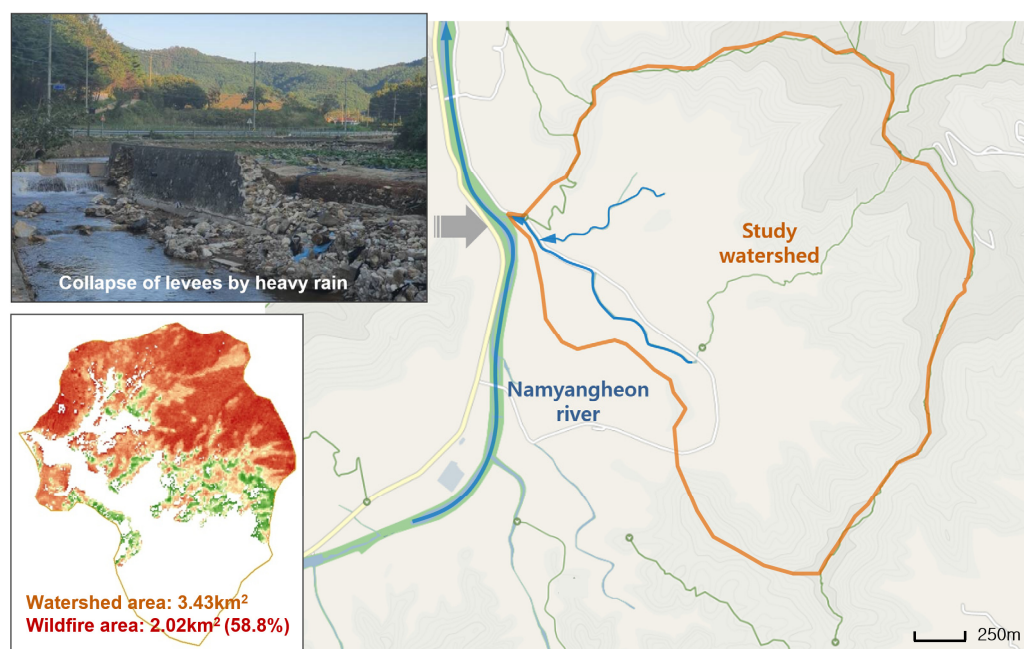 Collapse of levees by heavy rain
Study
watershed
Namyangheon
river
Watershed area: 3.43km²
Wildfire area: 2.02km² (58.8%)
250m